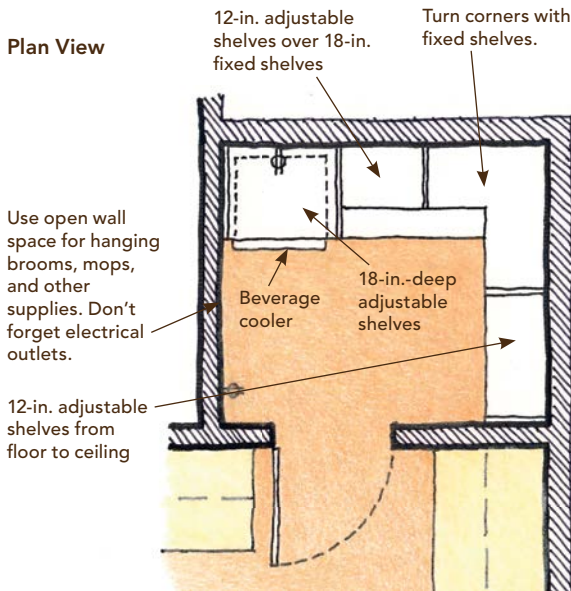 Plan View
12-in. adjustable
shelves over 18-in.
fixed shelves
Turn corners with
fixed shelves.
Use open wall
space for hanging
brooms, mops,
and other
supplies. Don’t
forget electrical
outlets.
Beverage
cooler
18-in.-deep
adjustable
shelves
12-in. adjustable
shelves from
floor to ceiling